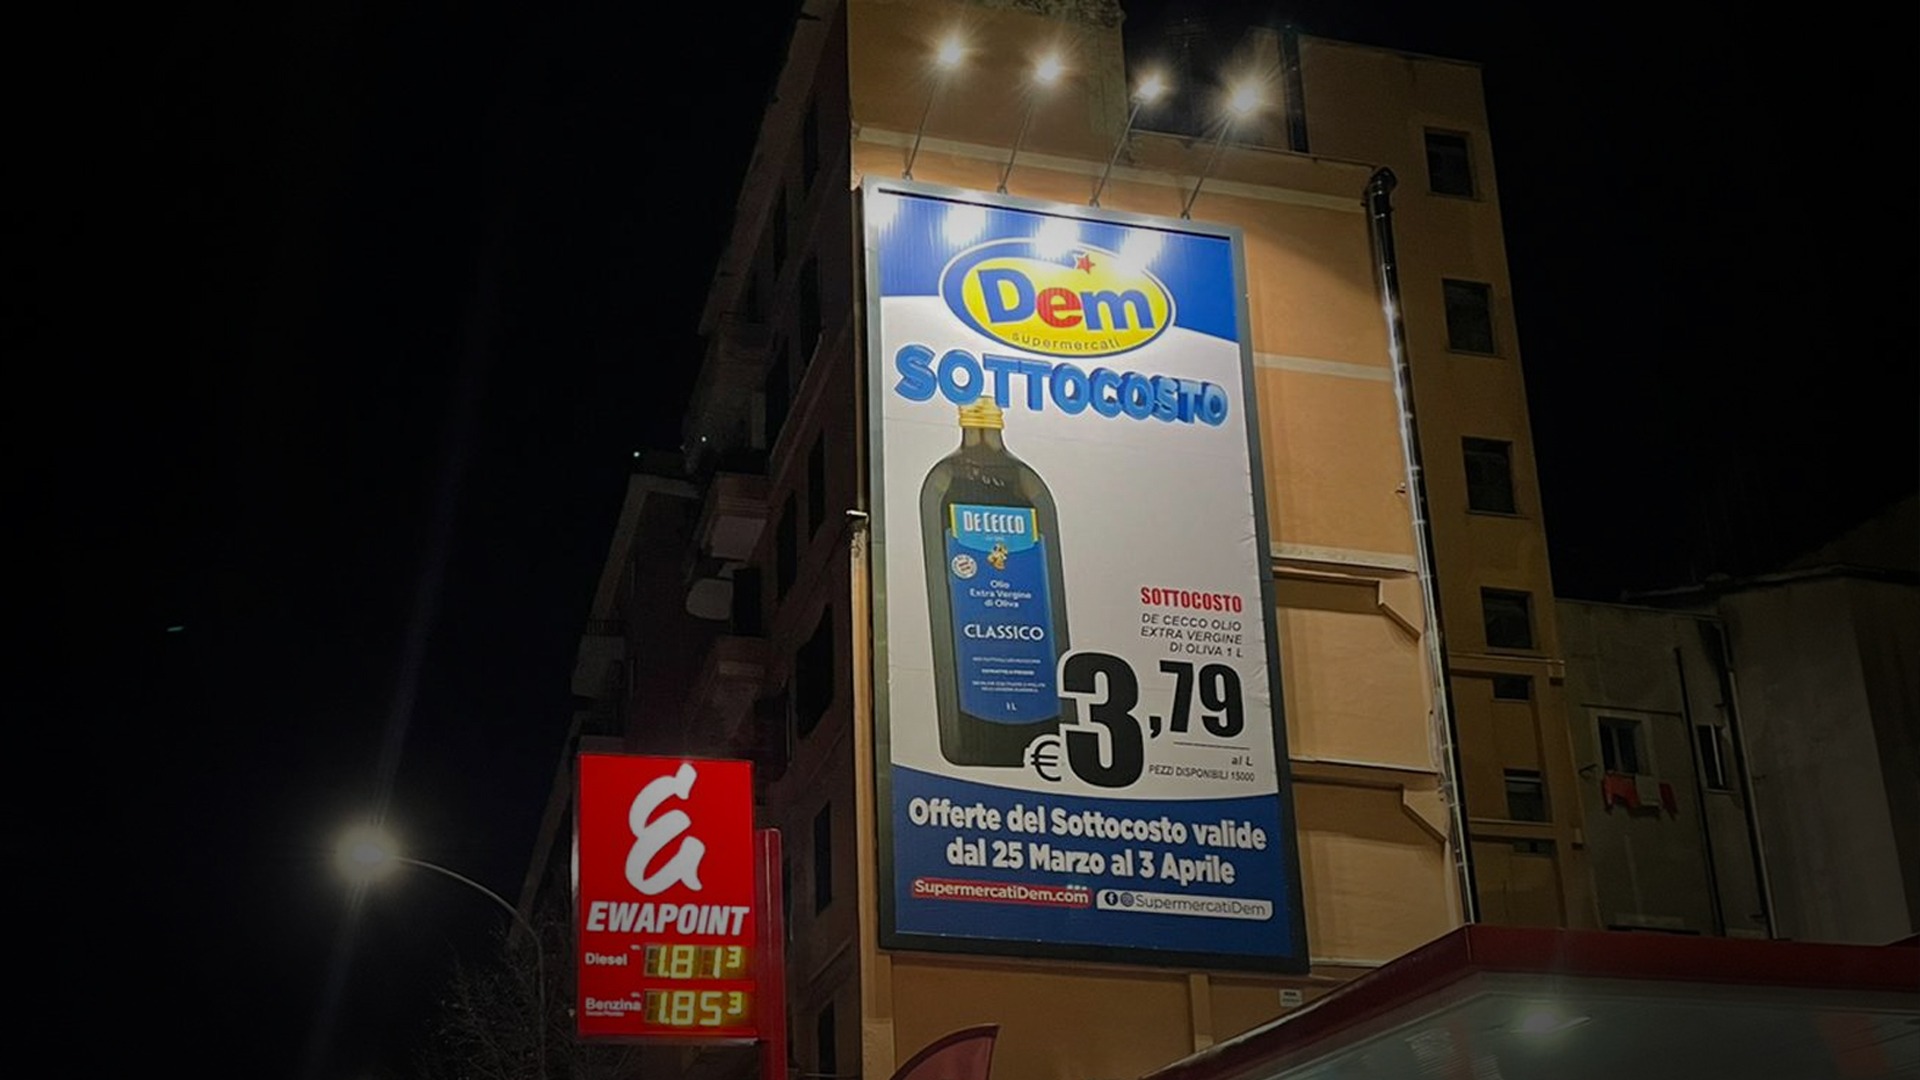 Dem
supermercati
SOTTOCOSTO
DE CECCO
Olio
Extra Vergine
di Oliva
CLASSICO
1 L
SOTTOCOSTO
DE CECCO OLIO
EXTRA VERGINE
DI OLIVA 1 L
€3,79
al L
PEZZI DISPONIBILI 15000
Offerte del Sottocosto valide
dal 25 Marzo al 3 Aprile
SupermercatiDem.com
SupermercatiDem
EWAPOINT
Diesel 1.813
Benzina 1.853